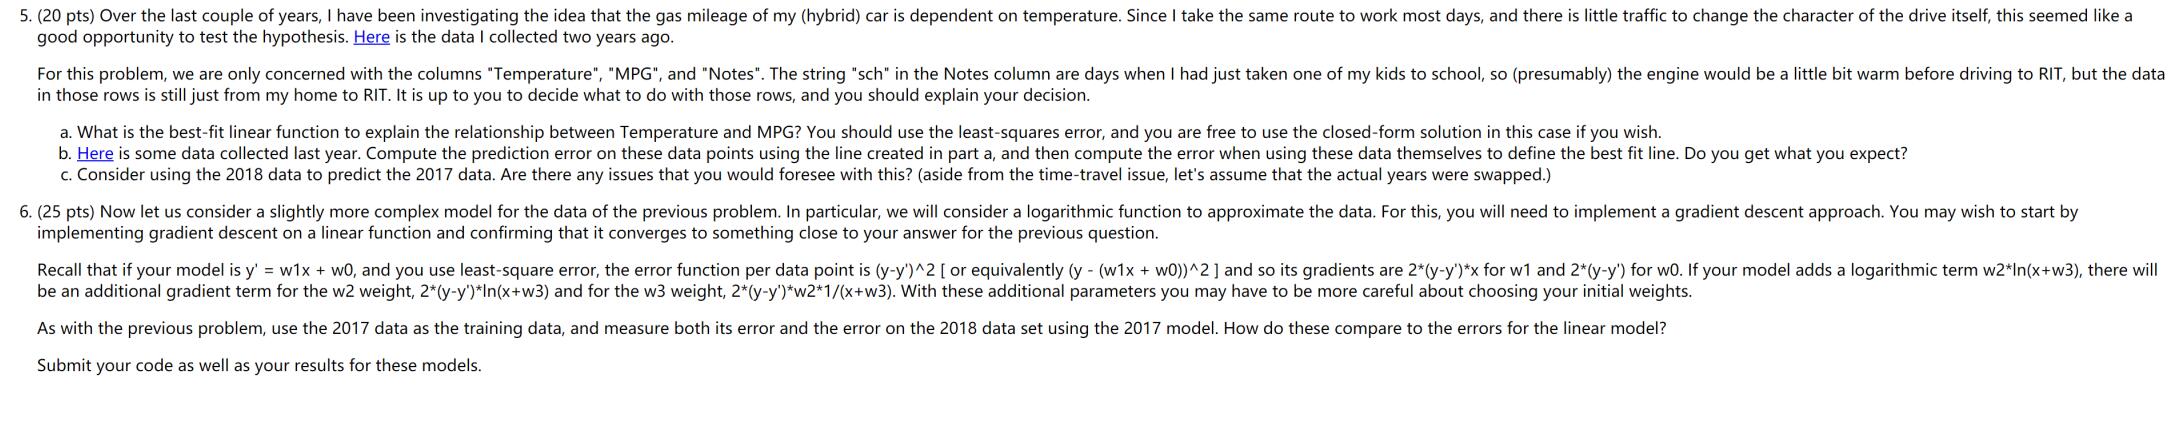 5. (20 pts) Over the last couple of years, I have been investigating the idea that the gas mileage of my (hybrid) car is dependent on temperature. Since I take the same route to work most days, and there is little traffic to change the character of the drive itself, this seemed like a
good opportunity to test the hypothesis. Here is the data I collected two years ago.
For this problem, we are only concerned with the columns "Temperature", "MPG", and "Notes". The string "sch" in the Notes column are days when I had just taken one of my kids to school, so (presumably) the engine would be a little bit warm before driving to RIT, but the data
in those rows is still just from my home to RIT. It is up to you to decide what to do with those rows, and you should explain your decision.
a. What is the best-fit linear function to explain the relationship between Temperature and MPG? You should use the least-squares error, and you are free to use the closed-form solution in this case if you wish.
b. Here is some data collected last year. Compute the prediction error on these data points using the line created in part a, and then compute the error when using these data themselves to define the best fit line. Do you get what you expect?
c. Consider using the 2018 data to predict the 2017 data. Are there any issues that you would foresee with this? (aside from the time-travel issue, let's assume that the actual years were swapped.)
6. (25 pts) Now let us consider a slightly more complex model for the data of the previous problem. In particular, we will consider a logarithmic function to approximate the data. For this, you will need to implement a gradient descent approach. You may wish to start by
implementing gradient descent on a linear function and confirming that it converges to something close to your answer for the previous question.
Recall that if your model is y' = w1x + w0, and you use least-square error, the error function per data point is (y-y')^2 [ or equivalently (y - (w1x + w0))^2 ] and so its gradients are 2*(y-y')*x for w1 and 2*(y-y') for w0. If your model adds a logarithmic term w2*ln(x+w3), there will
be an additional gradient term for the w2 weight, 2*(y-y')*ln(x+w3) and for the w3 weight, 2*(y-y')*w2*1/(x+w3). With these additional parameters you may have to be more careful about choosing your initial weights.
As with the previous problem, use the 2017 data as the training data, and measure both its error and the error on the 2018 data set using the 2017 model. How do these compare to the errors for the linear model?
Submit your code as well as your results for these models.